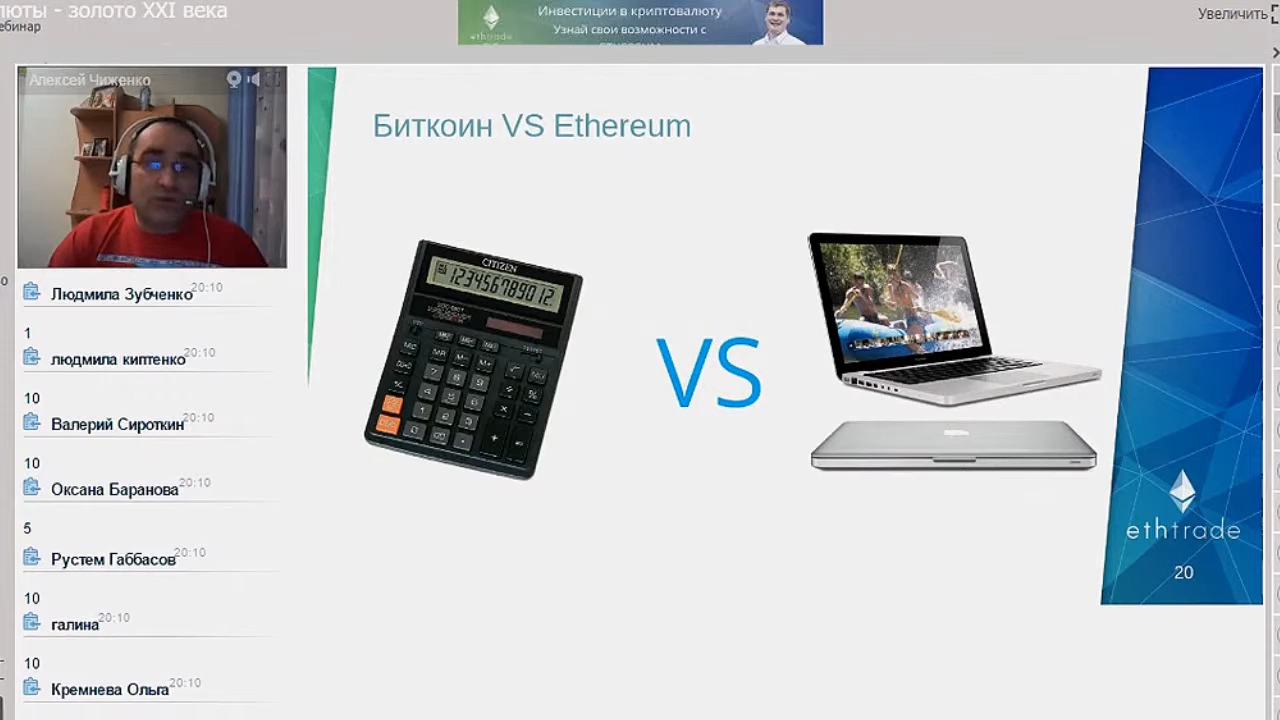 люты - золото XXI века
ебинар
Инвестиции в криптовалюту
Узнай свои возможности с
Увеличить
Алексей Чиженко
Биткоин VS Ethereum
CITIZEN
123456789012.
VS
ethtrade
20
Людмила Зубченко 20:10
1
людмила киптенко 20:10
10
Валерий Сироткин 20:10
10
Оксана Баранова 20:10
5
Рустем Габбасов 20:10
10
галина 20:10
10
Кремнева Ольга 20:10